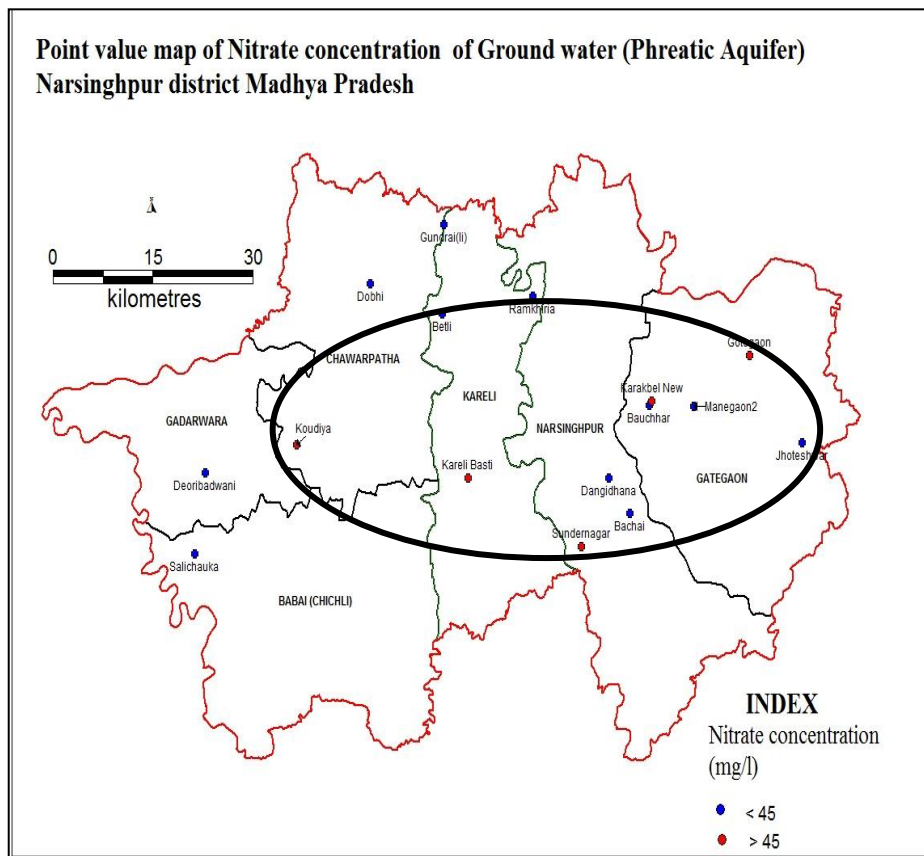 Point value map of Nitrate concentration of Ground water (Phreatic Aquifer)
Narsinghpur district Madhya Pradesh
Gundrai(li)
0 15 30
kilometres
Dobhi
Ramkhiria
Betli
CHAWARPATHA
Gotegaon
KARELI
Karakbel New
Manegaon2
Bauchhar
GADARWARA
Koudiya
NARSINGHPUR
Jhoteshwar
Kareli Basti
Deoribadwani
Dangidhana
GATEGAON
Bachai
Sundernagar
Salichauka
BABAI (CHICHLI)
INDEX
Nitrate concentration
(mg/l)
< 45
> 45